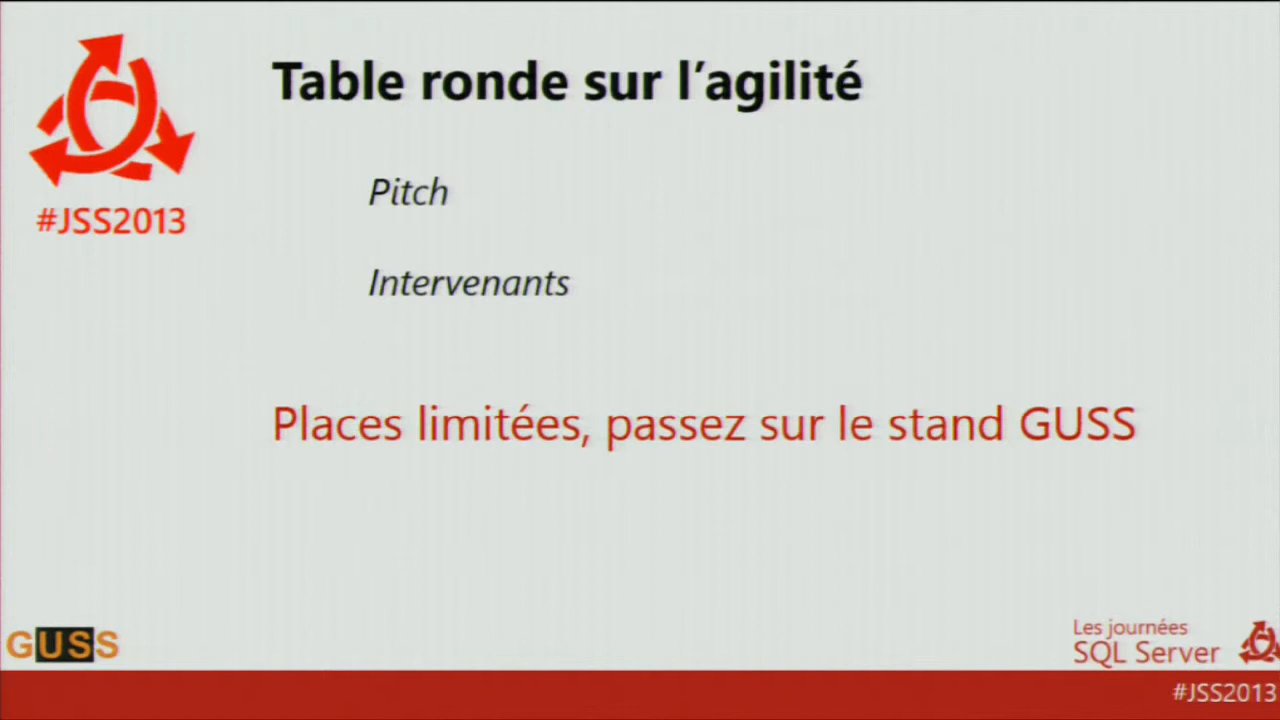 Table ronde sur l’agilité
#JSS2013
Pitch
Intervenants
Places limitées, passez sur le stand GUSS
GUSS
Les journées
SQL Server
#JSS2013